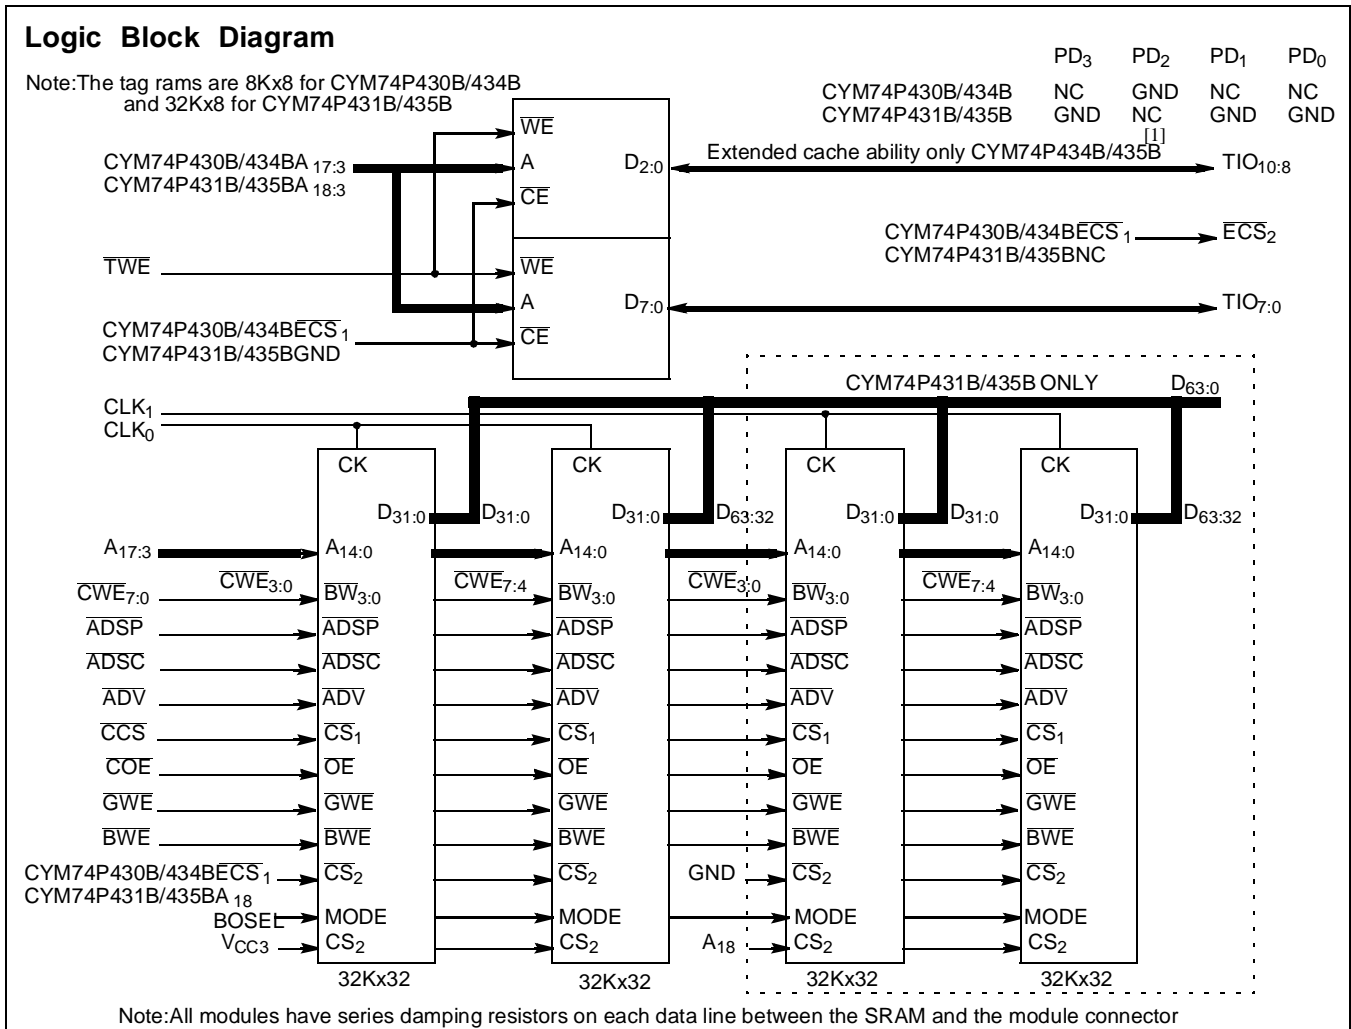 Logic Block Diagram
Note:The tag rams are 8Kx8 for CYM74P430B/434B
and 32Kx8 for CYM74P431B/435B
PD3 PD2 PD1 PD0
CYM74P430B/434B NC GND NC NC
CYM74P431B/435B GND NC GND GND
[1]
Extended cache ability only CYM74P434B/435B
WE
CYM74P430B/434BA 17:3
CYM74P431B/435BA 18:3
A
D2:0
TIO10:8
CE
CYM74P430B/434BECS1
CYM74P431B/435BNC
ECS2
TWE
WE
A
D7:0
TIO7:0
CYM74P430B/434BECS1
CYM74P431B/435BGND
CE
CYM74P431B/435B ONLY
D63:0
CLK1
CLK0
CK CK CK CK
D31:0 D31:0 D31:0 D63:32 D31:0 D31:0 D31:0 D63:32
A17:3 A14:0 A14:0 A14:0 A14:0
CWE7:0 CWE3:0 BW3:0 CWE7:4 BW3:0 CWE3:0 BW3:0 CWE7:4 BW3:0
ADSP ADSP ADSP ADSP ADSP
ADSC ADSC ADSC ADSC ADSC
ADV ADV ADV ADV ADV
CCS CS1 CS1 CS1 CS1
COE OE OE OE OE
GWE GWE GWE GWE GWE
BWE BWE BWE BWE BWE
CYM74P430B/434BECS1 CS2 CS2 GND CS2 CS2
CYM74P431B/435BA 18
BOSEL MODE MODE MODE MODE
VCC3 CS2 CS2 A18 CS2 CS2
32Kx32 32Kx32 32Kx32 32Kx32
Note:All modules have series damping resistors on each data line between the SRAM and the module connector